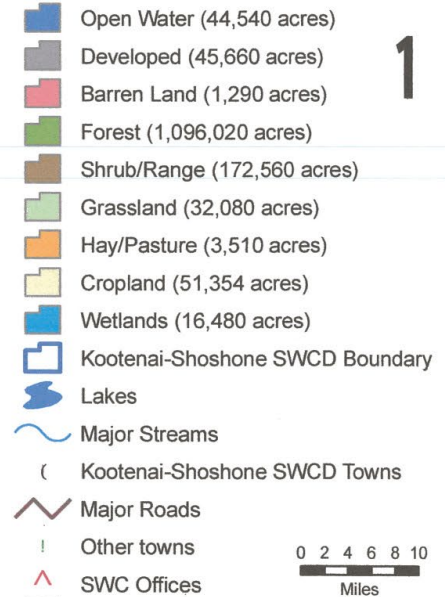 Open Water (44,540 acres)
1
Developed (45,660 acres)
Barren Land (1,290 acres)
Forest (1,096,020 acres)
Shrub/Range (172,560 acres)
Grassland (32,080 acres)
Hay/Pasture (3,510 acres)
Cropland (51,354 acres)
Wetlands (16,480 acres)
Kootenai-Shoshone SWCD Boundary
Lakes
Major Streams
( Kootenai-Shoshone SWCD Towns
Major Roads
! Other towns
0 2 4 6 8 10
SWC Offices
Miles